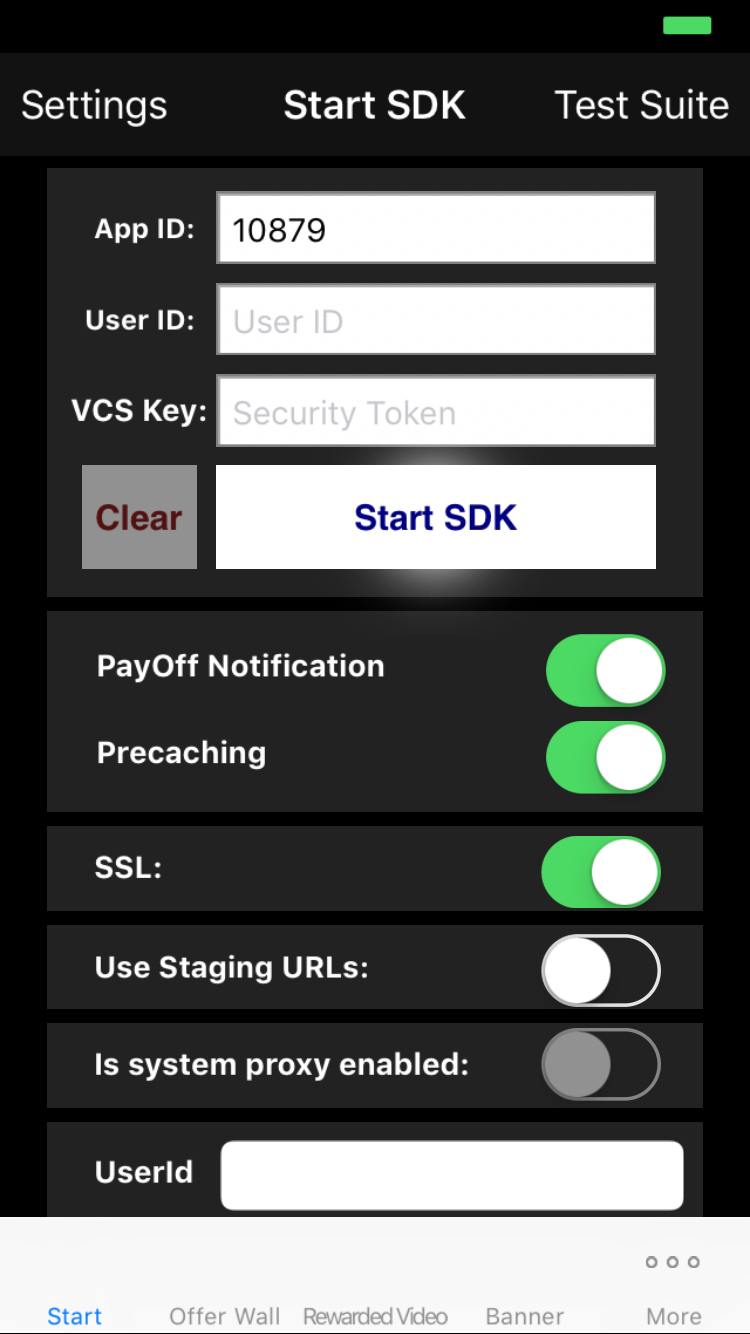 Settings Start SDK Test Suite
App ID: 10879
User ID: User ID
VCS Key: Security Token
Clear Start SDK
PayOff Notification
Precaching
SSL:
Use Staging URLs:
Is system proxy enabled:
UserId
Start Offer Wall Rewarded Video Banner More